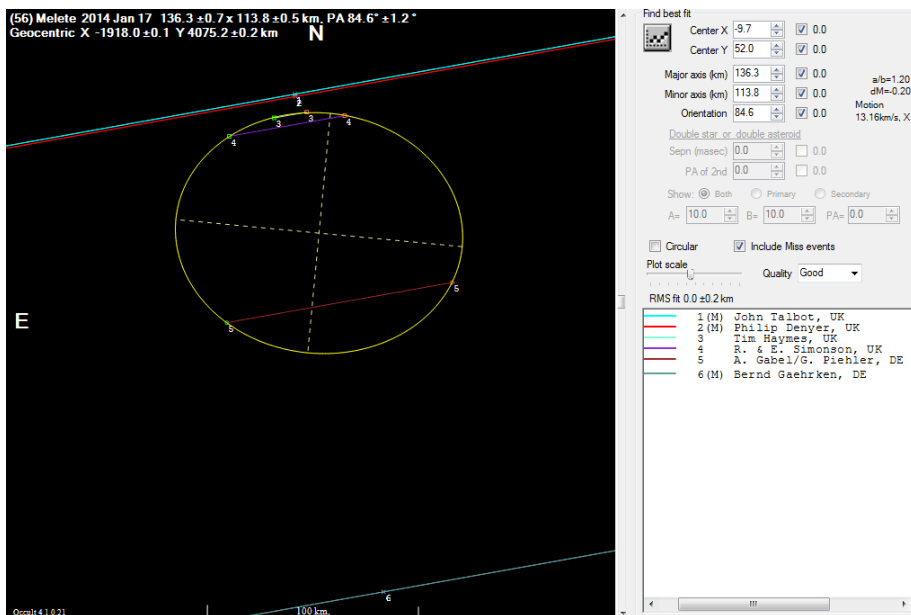 (56) Melete 2014 Jan 17 136.3 ±0.7 x 113.8 ±0.5 km, PA 84.6° ±1.2 °
Geocentric X -1918.0 ±0.1 Y 4075.2 ±0.2 km
N
1
2
3 3
4 4
5
5
E
6
Occult 4.1.0.21
100 km.
Find best fit
Center X -9.7 0.0
Center Y 52.0 0.0
Major axis (km) 136.3 0.0 a/b=1.20
Minor axis (km) 113.8 0.0 dM=-0.20
Orientation 84.6 0.0 Motion
13.16km/s, X
Double star or double asteroid
Sepn (masec) 0.0 0.0
PA of 2nd 0.0 0.0
Show: Both Primary Secondary
A= 10.0 B= 10.0 PA= 0.0
Circular Include Miss events
Plot scale Quality Good
RMS fit 0.0 ±0.2 km
1 (M) John Talbot, UK
2 (M) Philip Denyer, UK
3 Tim Haymes, UK
4 R. & E. Simonson, UK
5 A. Gabel/G. Piehler, DE
6 (M) Bernd Gaehrken, DE